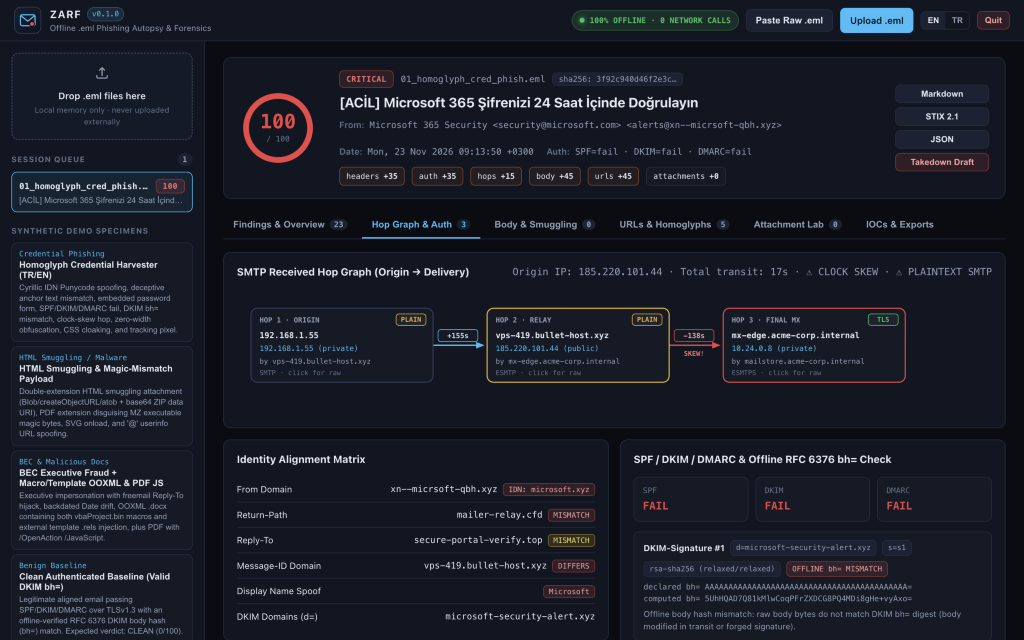 ZARF v0.1.0
Offline .eml Phishing Autopsy & Forensics
100% OFFLINE · 0 NETWORK CALLS
Paste Raw .eml
Upload .eml
EN TR
Quit
Drop .eml files here
Local memory only · never uploaded
externally
SESSION QUEUE 1
01_homoglyph_cred_phish.… 100
[ACİL] Microsoft 365 Şifrenizi 24 Saat İçind…
SYNTHETIC DEMO SPECIMENS
Credential Phishing
Homoglyph Credential Harvester
(TR/EN)
Cyrillic IDN Punycode spoofing, deceptive
anchor text mismatch, embedded password
form, SPF/DKIM/DMARC fail, DKIM bh=
mismatch, clock-skew hop, zero-width
obfuscation, CSS cloaking, and tracking pixel.
HTML Smuggling / Malware
HTML Smuggling & Magic-Mismatch
Payload
Double-extension HTML smuggling attachment
(Blob/createObjectURL/atob + base64 ZIP data
URI), PDF extension disguising MZ executable
magic bytes, SVG onload, and '@' userinfo
URL spoofing.
BEC & Malicious Docs
BEC Executive Fraud +
Macro/Template OOXML & PDF JS
Executive impersonation with freemail Reply-To
hijack, backdated Date drift, OOXML .docx
containing both vbaProject.bin macros and
external template .rels injection, plus PDF with
/OpenAction /JavaScript.
Benign Baseline
Clean Authenticated Baseline (Valid
DKIM bh=)
Legitimate aligned email passing
SPF/DKIM/DMARC over TLSv1.3 with an
offline-verified RFC 6376 DKIM body hash
(bh=) match. Expected verdict: CLEAN (0/100).
100
/ 100
CRITICAL 01_homoglyph_cred_phish.eml sha256: 3f92c940d46f2e3c…
[ACİL] Microsoft 365 Şifrenizi 24 Saat İçinde Doğrulayın
From: Microsoft 365 Security <security@microsoft.com> <alerts@xn--micrsoft-qbh.xyz>
Date: Mon, 23 Nov 2026 09:13:50 +0300 Auth: SPF=fail · DKIM=fail · DMARC=fail
headers +35 auth +35 hops +15 body +45 urls +45 attachments +0
Markdown
STIX 2.1
JSON
Takedown Draft
Findings & Overview 23 Hop Graph & Auth 3 Body & Smuggling 0 URLs & Homoglyphs 5 Attachment Lab 0 IOCs & Exports
SMTP Received Hop Graph (Origin → Delivery)
Origin IP: 185.220.101.44 · Total transit: 17s · ⚠ CLOCK SKEW · ⚠ PLAINTEXT SMTP
HOP 1 · ORIGIN PLAIN
192.168.1.55
192.168.1.55 (private)
by vps-419.bullet-host.xyz
SMTP · click for raw
+155s
HOP 2 · RELAY PLAIN
vps-419.bullet-host.xyz
185.220.101.44 (public)
by mx-edge.acme-corp.internal
ESMTP · click for raw
−138s
SKEW!
HOP 3 · FINAL MX TLS
mx-edge.acme-corp.internal
10.24.0.8 (private)
by mailstore.acme-corp.internal
ESMTPS · click for raw
Identity Alignment Matrix
From Domain xn--micrsoft-qbh.xyz IDN: microsoft.xyz
Return-Path mailer-relay.cfd MISMATCH
Reply-To secure-portal-verify.top MISMATCH
Message-ID Domain vps-419.bullet-host.xyz DIFFERS
Display Name Spoof Microsoft
DKIM Domains (d=) microsoft-security-alert.xyz
SPF / DKIM / DMARC & Offline RFC 6376 bh= Check
SPF
FAIL
DKIM
FAIL
DMARC
FAIL
DKIM-Signature #1 d=microsoft-security-alert.xyz s=s1
rsa-sha256 (relaxed/relaxed) OFFLINE bh= MISMATCH
declared bh= AAAAAAAAAAAAAAAAAAAAAAAAAAAAAAAAAAAAAAAAAAA=
computed bh= 5UhHQAD7Q81kMlwCoqPFrZXDCG8PQ4MDi8gHe+vyAxo=
Offline body hash mismatch: raw body bytes do not match DKIM bh= digest (body
modified in transit or forged signature).